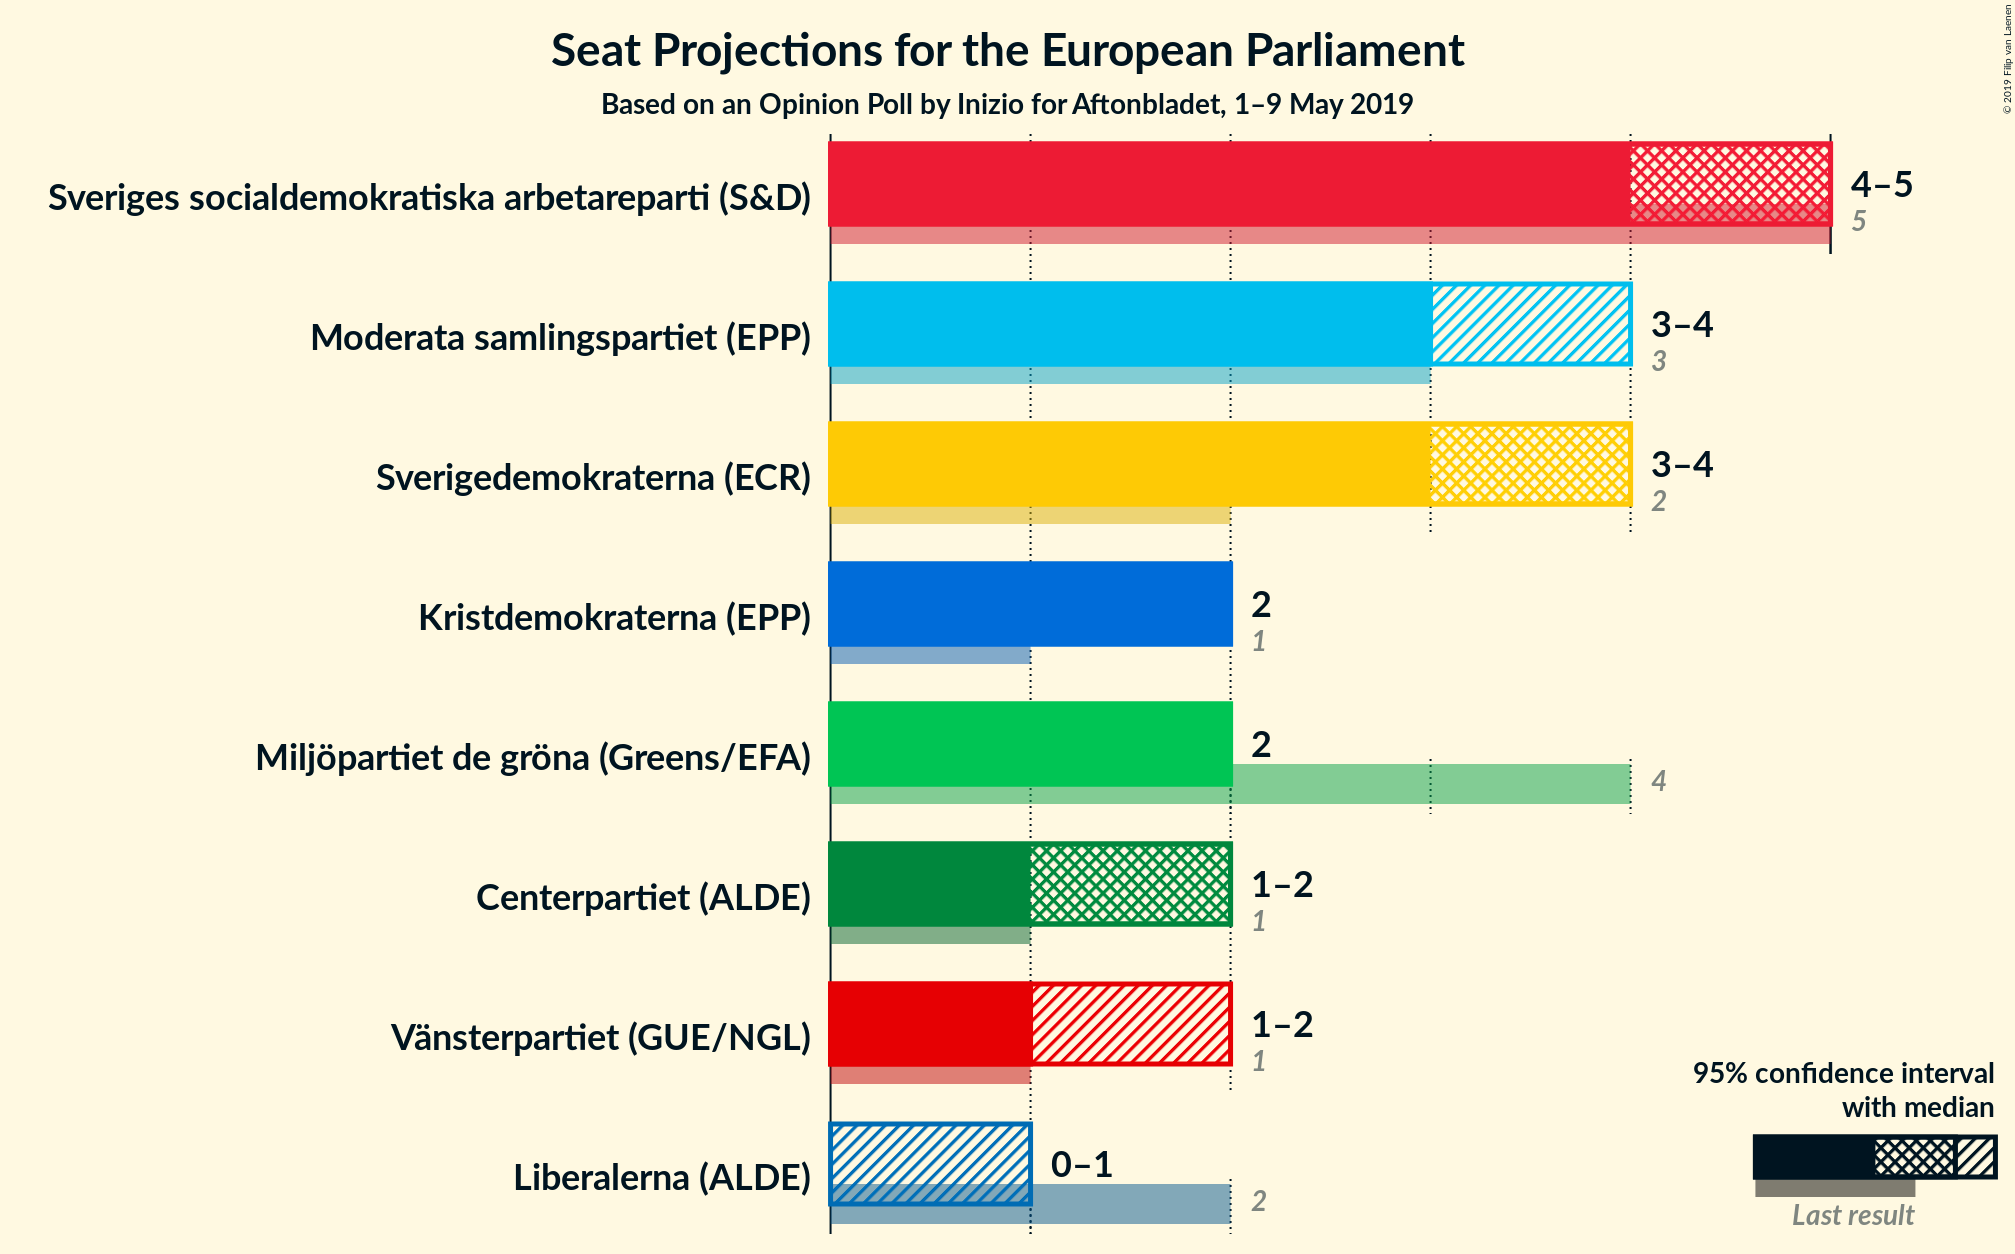 Seat Projections for the European Parliament
Based on an Opinion Poll by Inizio for Aftonbladet, 1–9 May 2019
© 2019 Filip van Laenen
Sveriges socialdemokratiska arbetareparti (S&D)
4–5
5
Moderata samlingspartiet (EPP)
3–4
3
Sverigedemokraterna (ECR)
3–4
2
Kristdemokraterna (EPP)
2
1
Miljöpartiet de gröna (Greens/EFA)
2
4
Centerpartiet (ALDE)
1–2
1
Vänsterpartiet (GUE/NGL)
1–2
1
Liberalerna (ALDE)
0–1
2
95% confidence interval
with median
Last result